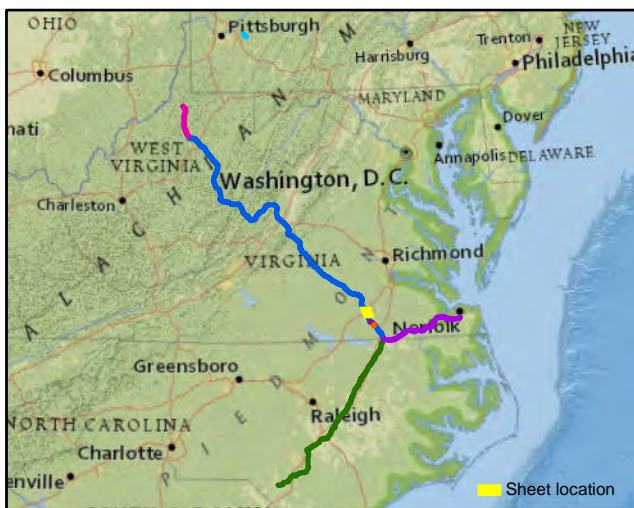 OHIO
Pittsburgh
Harrisburg
Trenton
NEW
JERSEY
Philadelphia
Columbus
MARYLAND
Dover
nati
WEST
VIRGINIA
Annapolis
DELAWARE
Washington, D.C.
Charleston
Richmond
VIRGINIA
Norfolk
A L A C H I A N M
P I E D M O N T
Greensboro
Raleigh
NORTH CAROLINA
Charlotte
enville
Sheet location